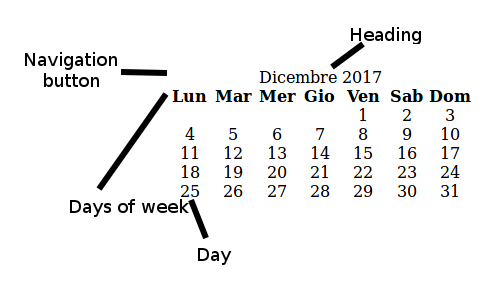 Heading
Navigation
button
Dicembre 2017
Lun Mar Mer Gio Ven Sab Dom
1 2 3
4 5 6 7 8 9 10
11 12 13 14 15 16 17
18 19 20 21 22 23 24
25 26 27 28 29 30 31
Days of week
Day